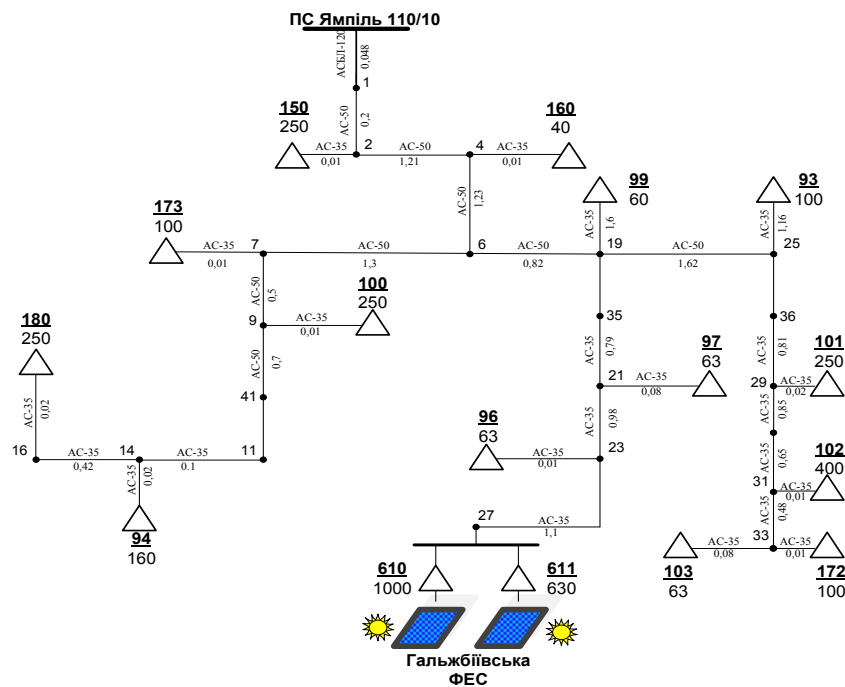 ПС Ямпіль 110/10
АСБЛ-120
0,048
1
АС-50
0,2
150
250
АС-35
0,01
2
АС-50
1,21
4
АС-35
0,01
160
40
АС-50
1,23
173
100
АС-35
0,01
7
АС-50
1,3
6
АС-50
0,82
19
99
60
АС-35
1,6
АС-50
1,62
93
100
АС-35
1,16
25
АС-50
0,5
9
АС-35
0,01
100
250
АС-50
0,7
41
180
250
АС-35
0,02
16
АС-35
0,42
14
АС-35
0.1
11
АС-35
0,02
94
160
35
АС-35
0,79
21
АС-35
0,08
97
63
АС-35
0,98
96
63
АС-35
0,01
23
36
АС-35
0,81
29
АС-35
0,02
101
250
АС-35
0,85
АС-35
0,65
31
АС-35
0,01
102
400
АС-35
0,48
33
АС-35
0,08
103
63
АС-35
0,01
172
100
27
АС-35
1,1
610
1000
611
630
Гальжбіївська
ФЕС